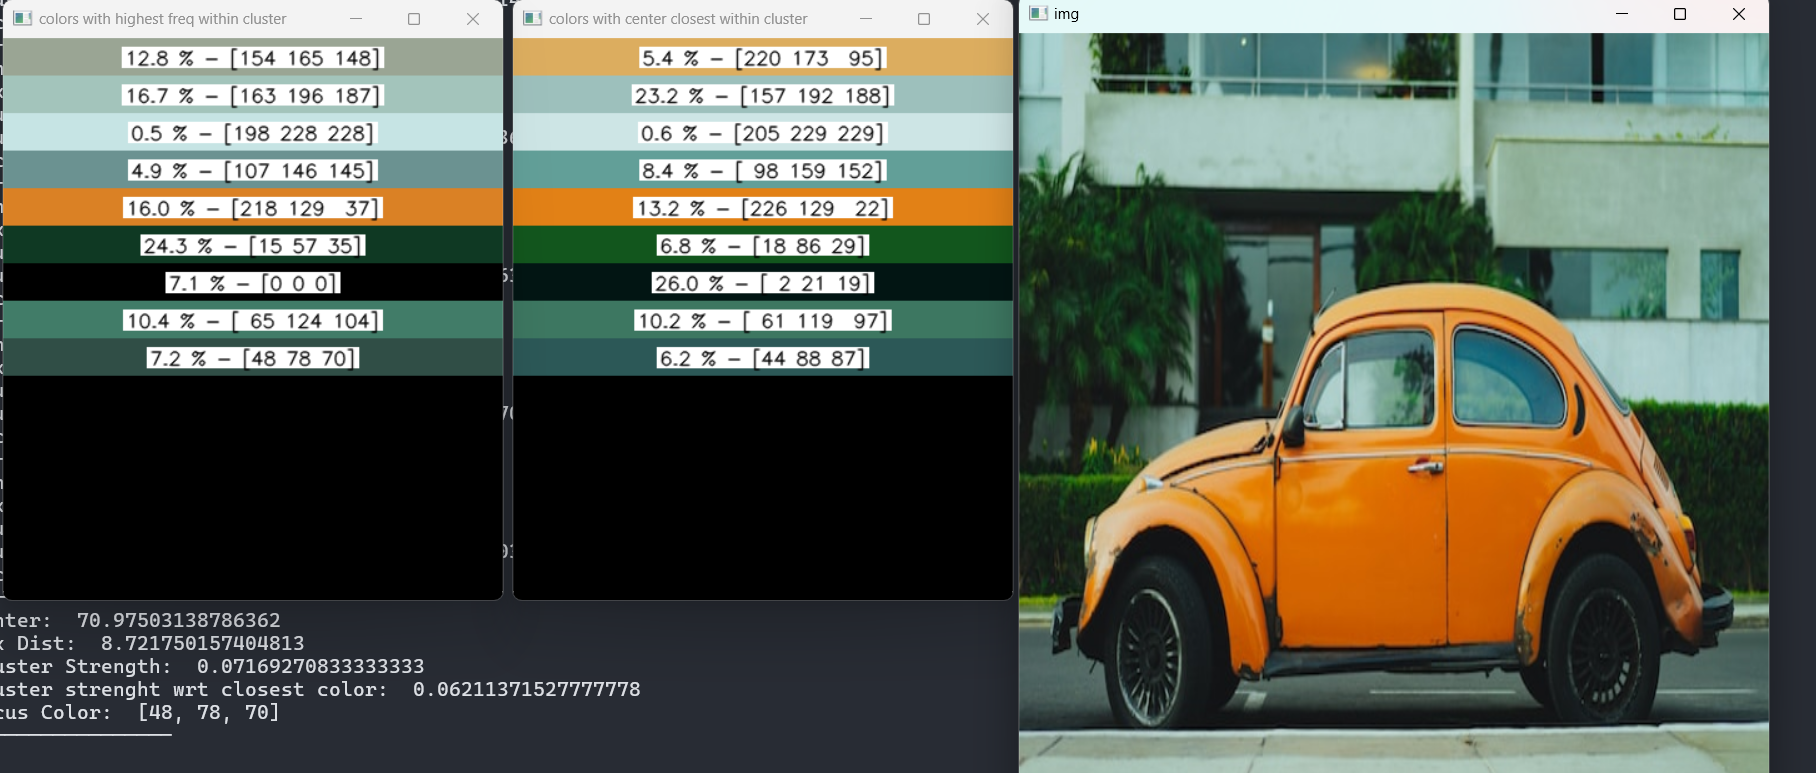 colors with highest freq within cluster
12.8 % - [154 165 148]
16.7 % - [163 196 187]
0.5 % - [198 228 228]
4.9 % - [107 146 145]
16.0 % - [218 129  37]
24.3 % - [15 57 35]
7.1 % - [0 0 0]
10.4 % - [ 65 124 104]
7.2 % - [48 78 70]
colors with center closest within cluster
5.4 % - [220 173  95]
23.2 % - [157 192 188]
0.6 % - [205 229 229]
8.4 % - [ 98 159 152]
13.2 % - [226 129  22]
6.8 % - [18 86 29]
26.0 % - [ 2 21 19]
10.2 % - [ 61 119  97]
6.2 % - [44 88 87]
img
nter:  70.97503138786362
x Dist:  8.721750157404813
uster Strength:  0.07169270833333333
uster strenght wrt closest color:  0.06211371527777778
cus Color:  [48, 78, 70]